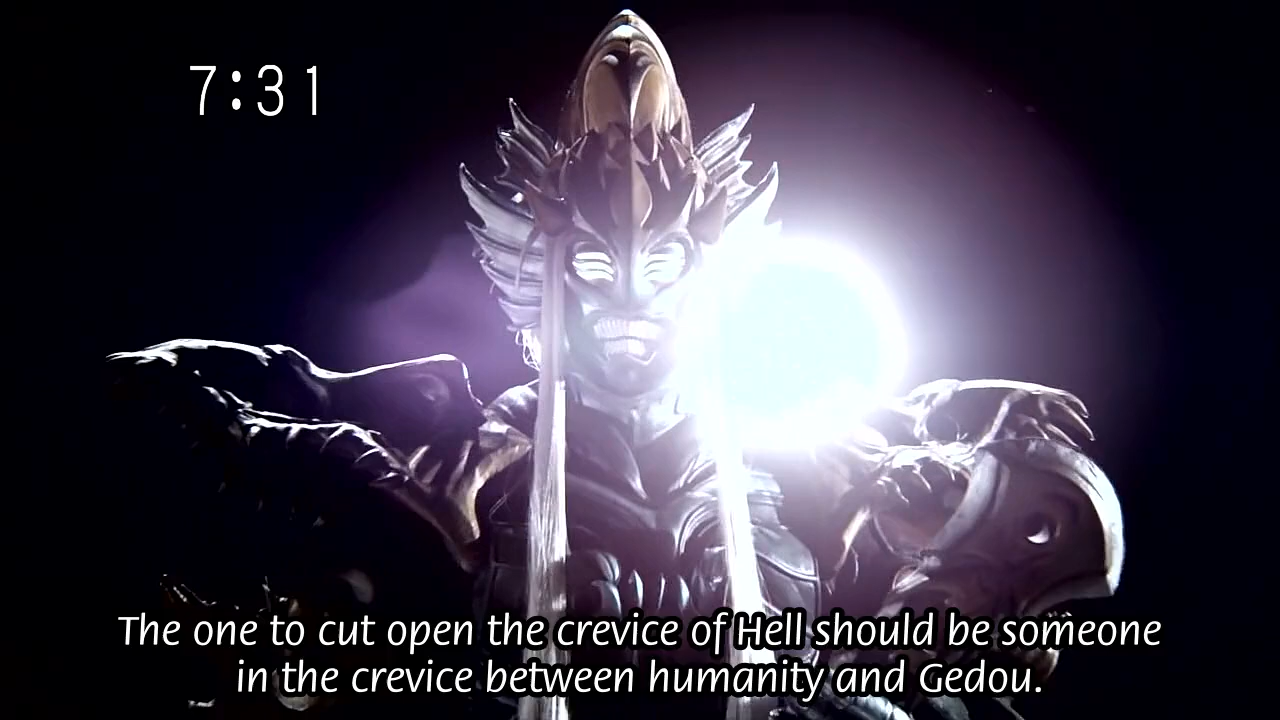 7:31
The one to cut open the crevice of Hell should be someone
in the crevice between humanity and Gedou.